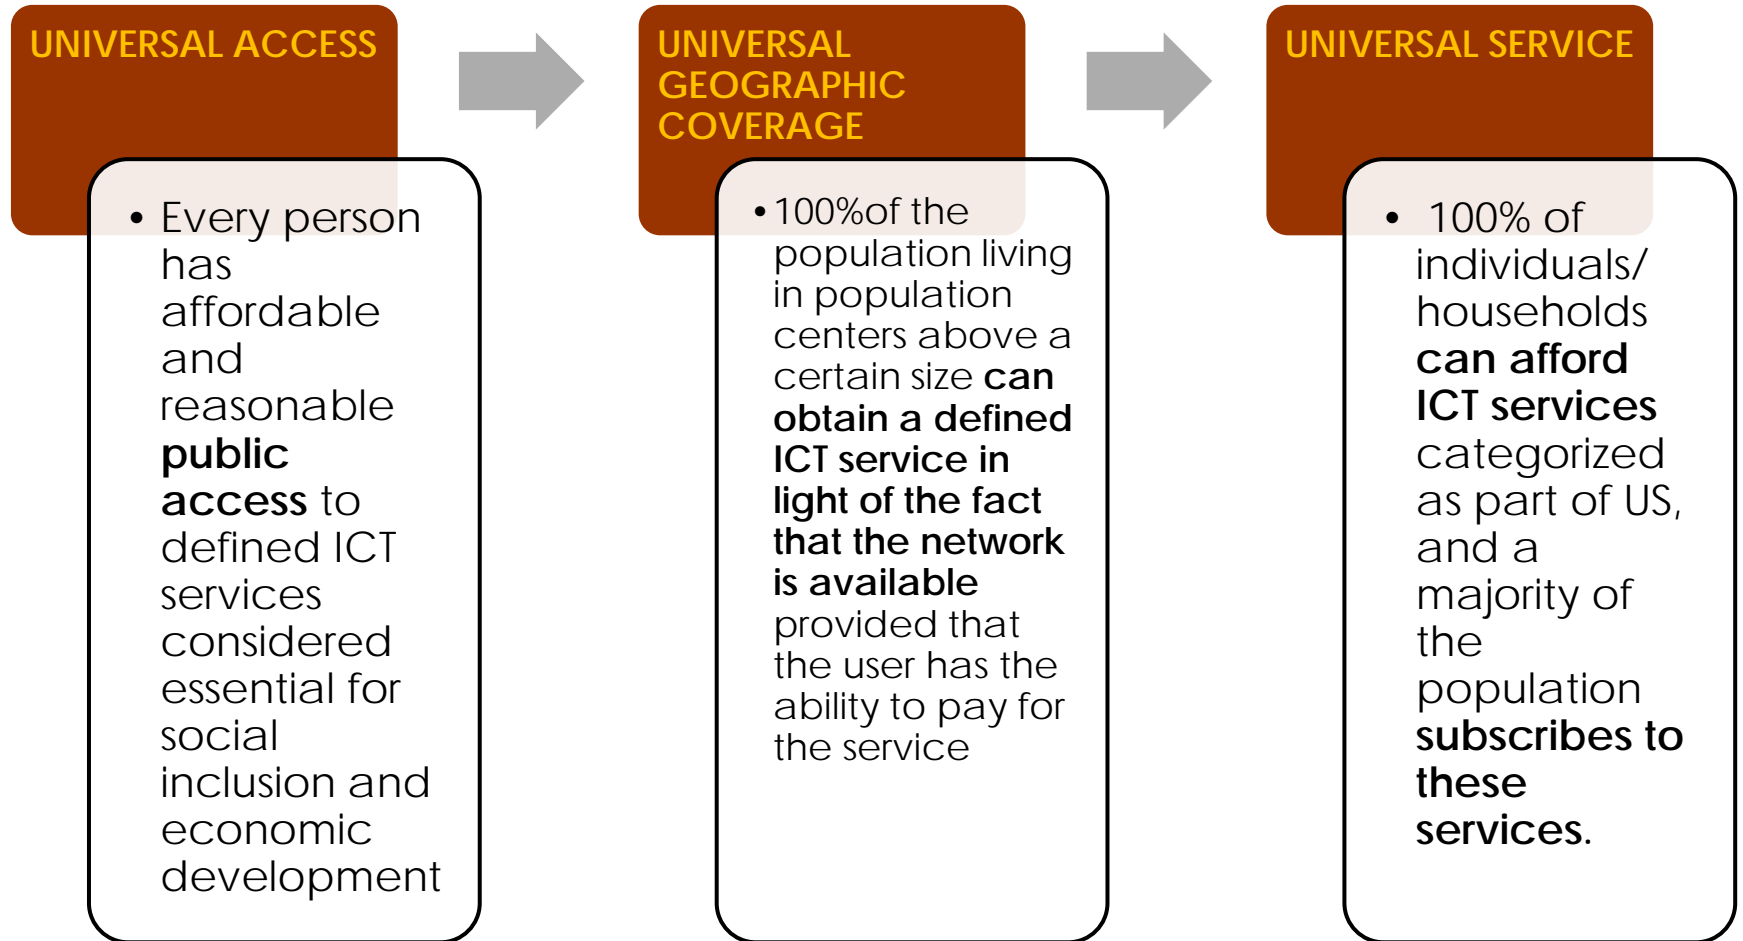 UNIVERSAL ACCESS
• Every person
has
affordable
and
reasonable
public
access to
defined ICT
services
considered
essential for
social
inclusion and
economic
development
UNIVERSAL
GEOGRAPHIC
COVERAGE
• 100%of the
population living
in population
centers above a
certain size can
obtain a defined
ICT service in
light of the fact
that the network
is available
provided that
the user has the
ability to pay for
the service
UNIVERSAL SERVICE
• 100% of
individuals/
households
can afford
ICT services
categorized
as part of US,
and a
majority of
the
population
subscribes to
these
services.